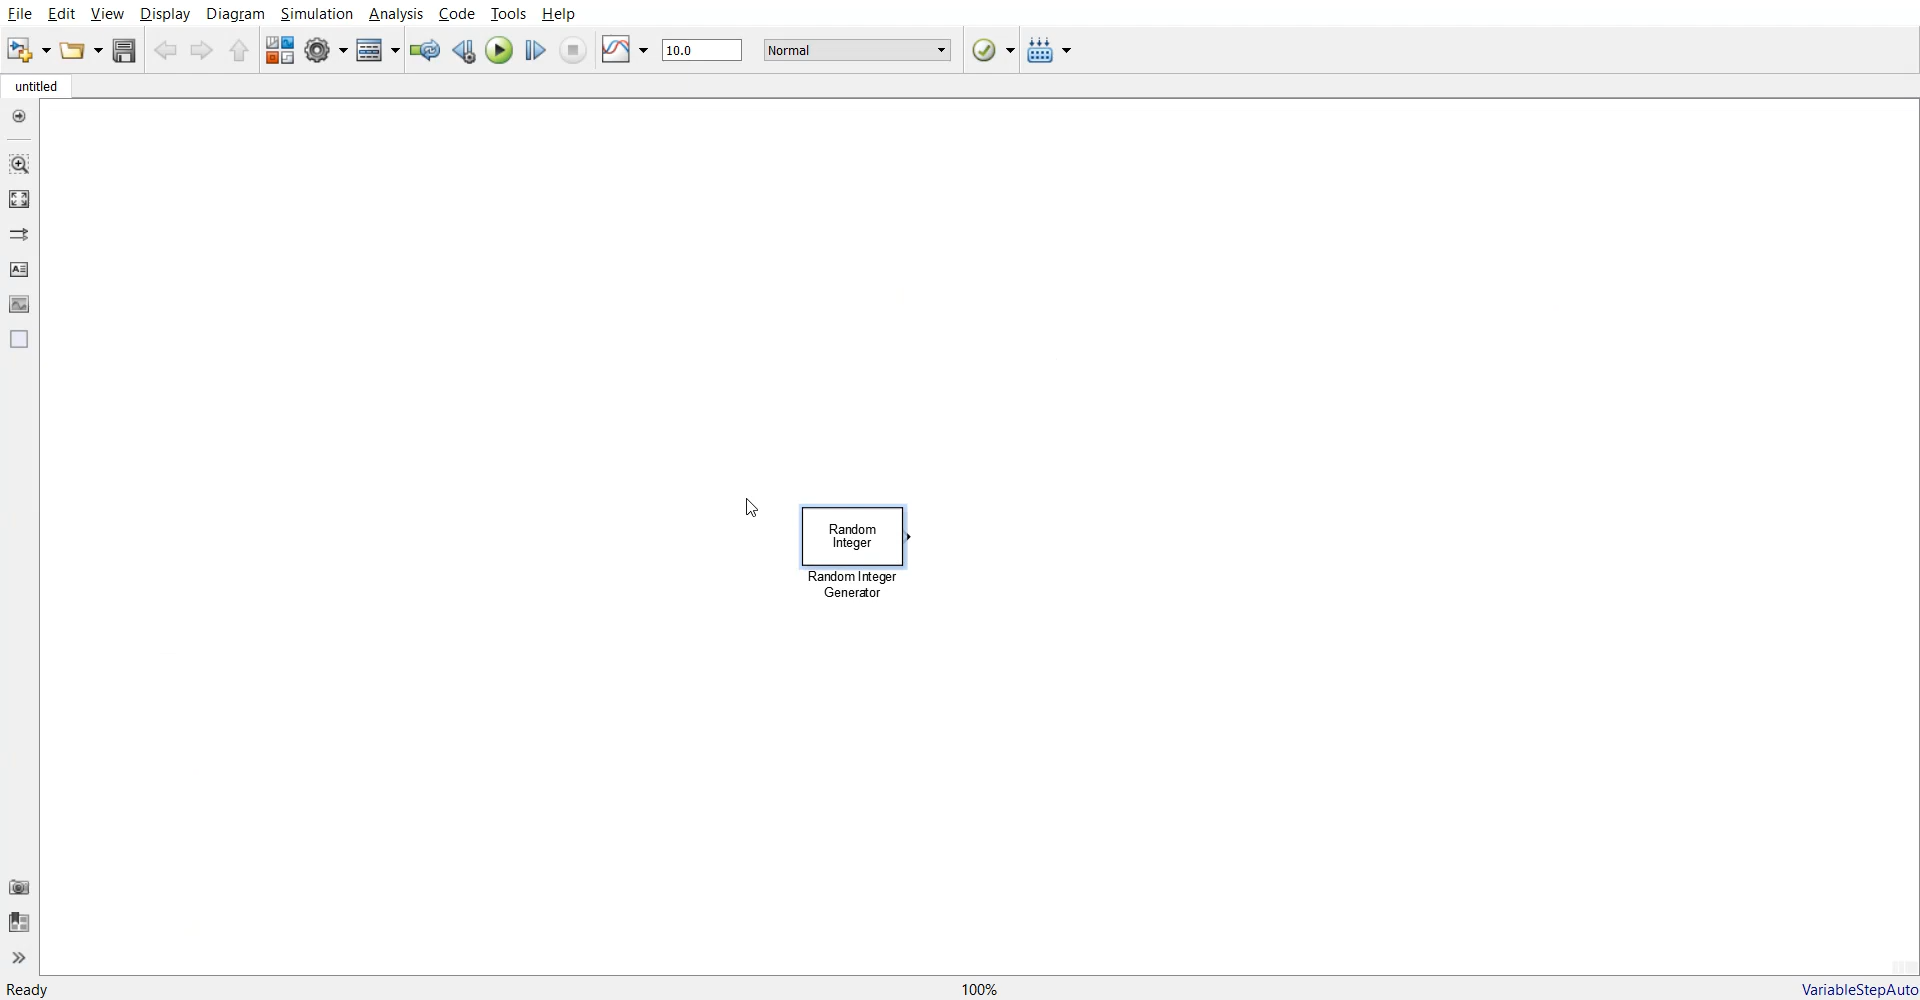 File Edit View Display Diagram Simulation Analysis Code Tools Help
10.0 Normal
untitled
Random
Integer
Random Integer
Generator
Ready 100% VariableStepAuto